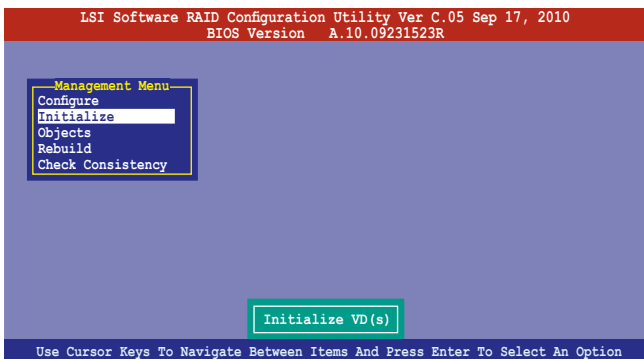 LSI Software RAID Configuration Utility Ver C.05 Sep 17, 2010
BIOS Version A.10.09231523R
Management Menu
Configure
Initialize
Objects
Rebuild
Check Consistency
Initialize VD(s)
Use Cursor Keys To Navigate Between Items And Press Enter To Select An Option